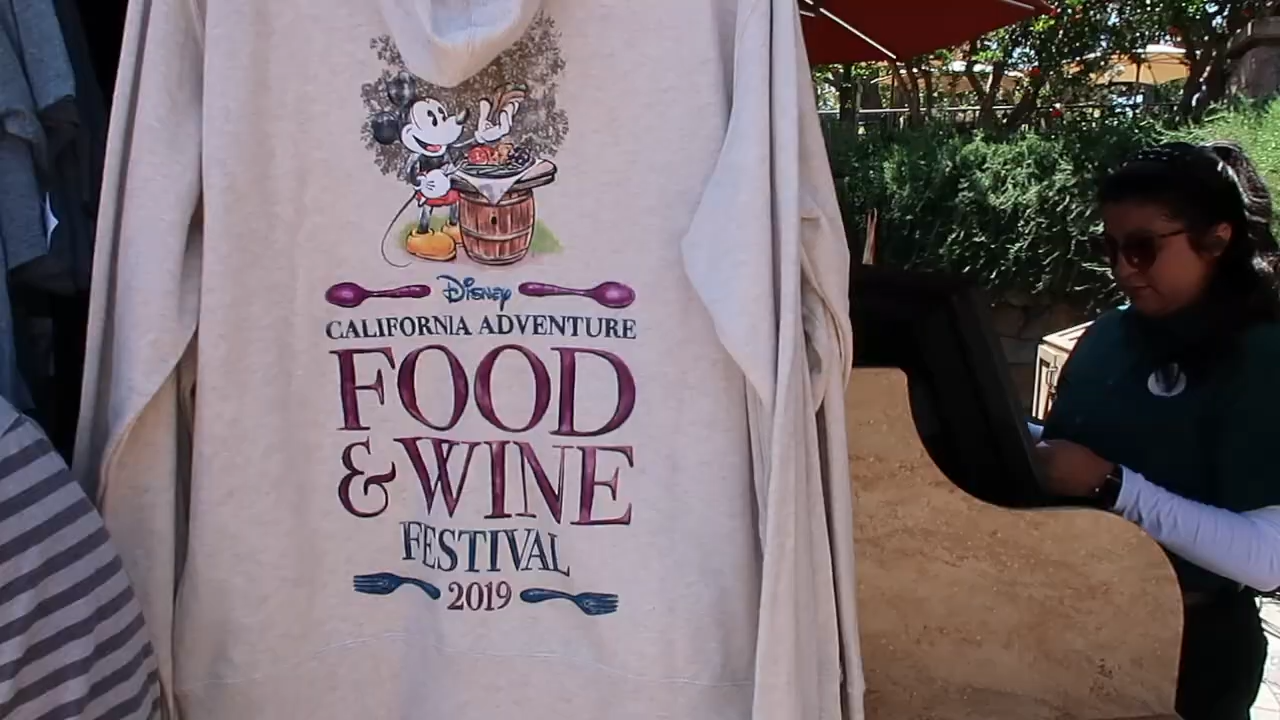 Disney
CALIFORNIA ADVENTURE
FOOD
& WINE
FESTIVAL
2019